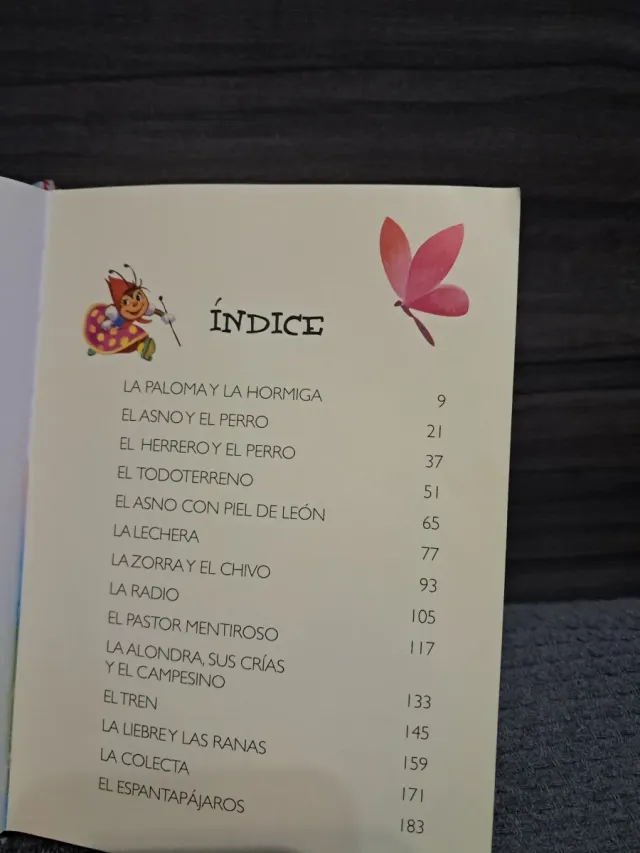 ÍNDICE
LA PALOMA Y LA HORMIGA 9
EL ASNO Y EL PERRO 21
EL HERRERO Y EL PERRO 37
EL TODOTERRENO 51
EL ASNO CON PIEL DE LEÓN 65
LA LECHERA 77
LA ZORRA Y EL CHIVO 93
LA RADIO 105
EL PASTOR MENTIROSO 117
LA ALONDRA, SUS CRÍAS
Y EL CAMPESINO 133
EL TREN 145
LA LIEBRE Y LAS RANAS 159
LA COLECTA 171
EL ESPANTAPÁJAROS 183